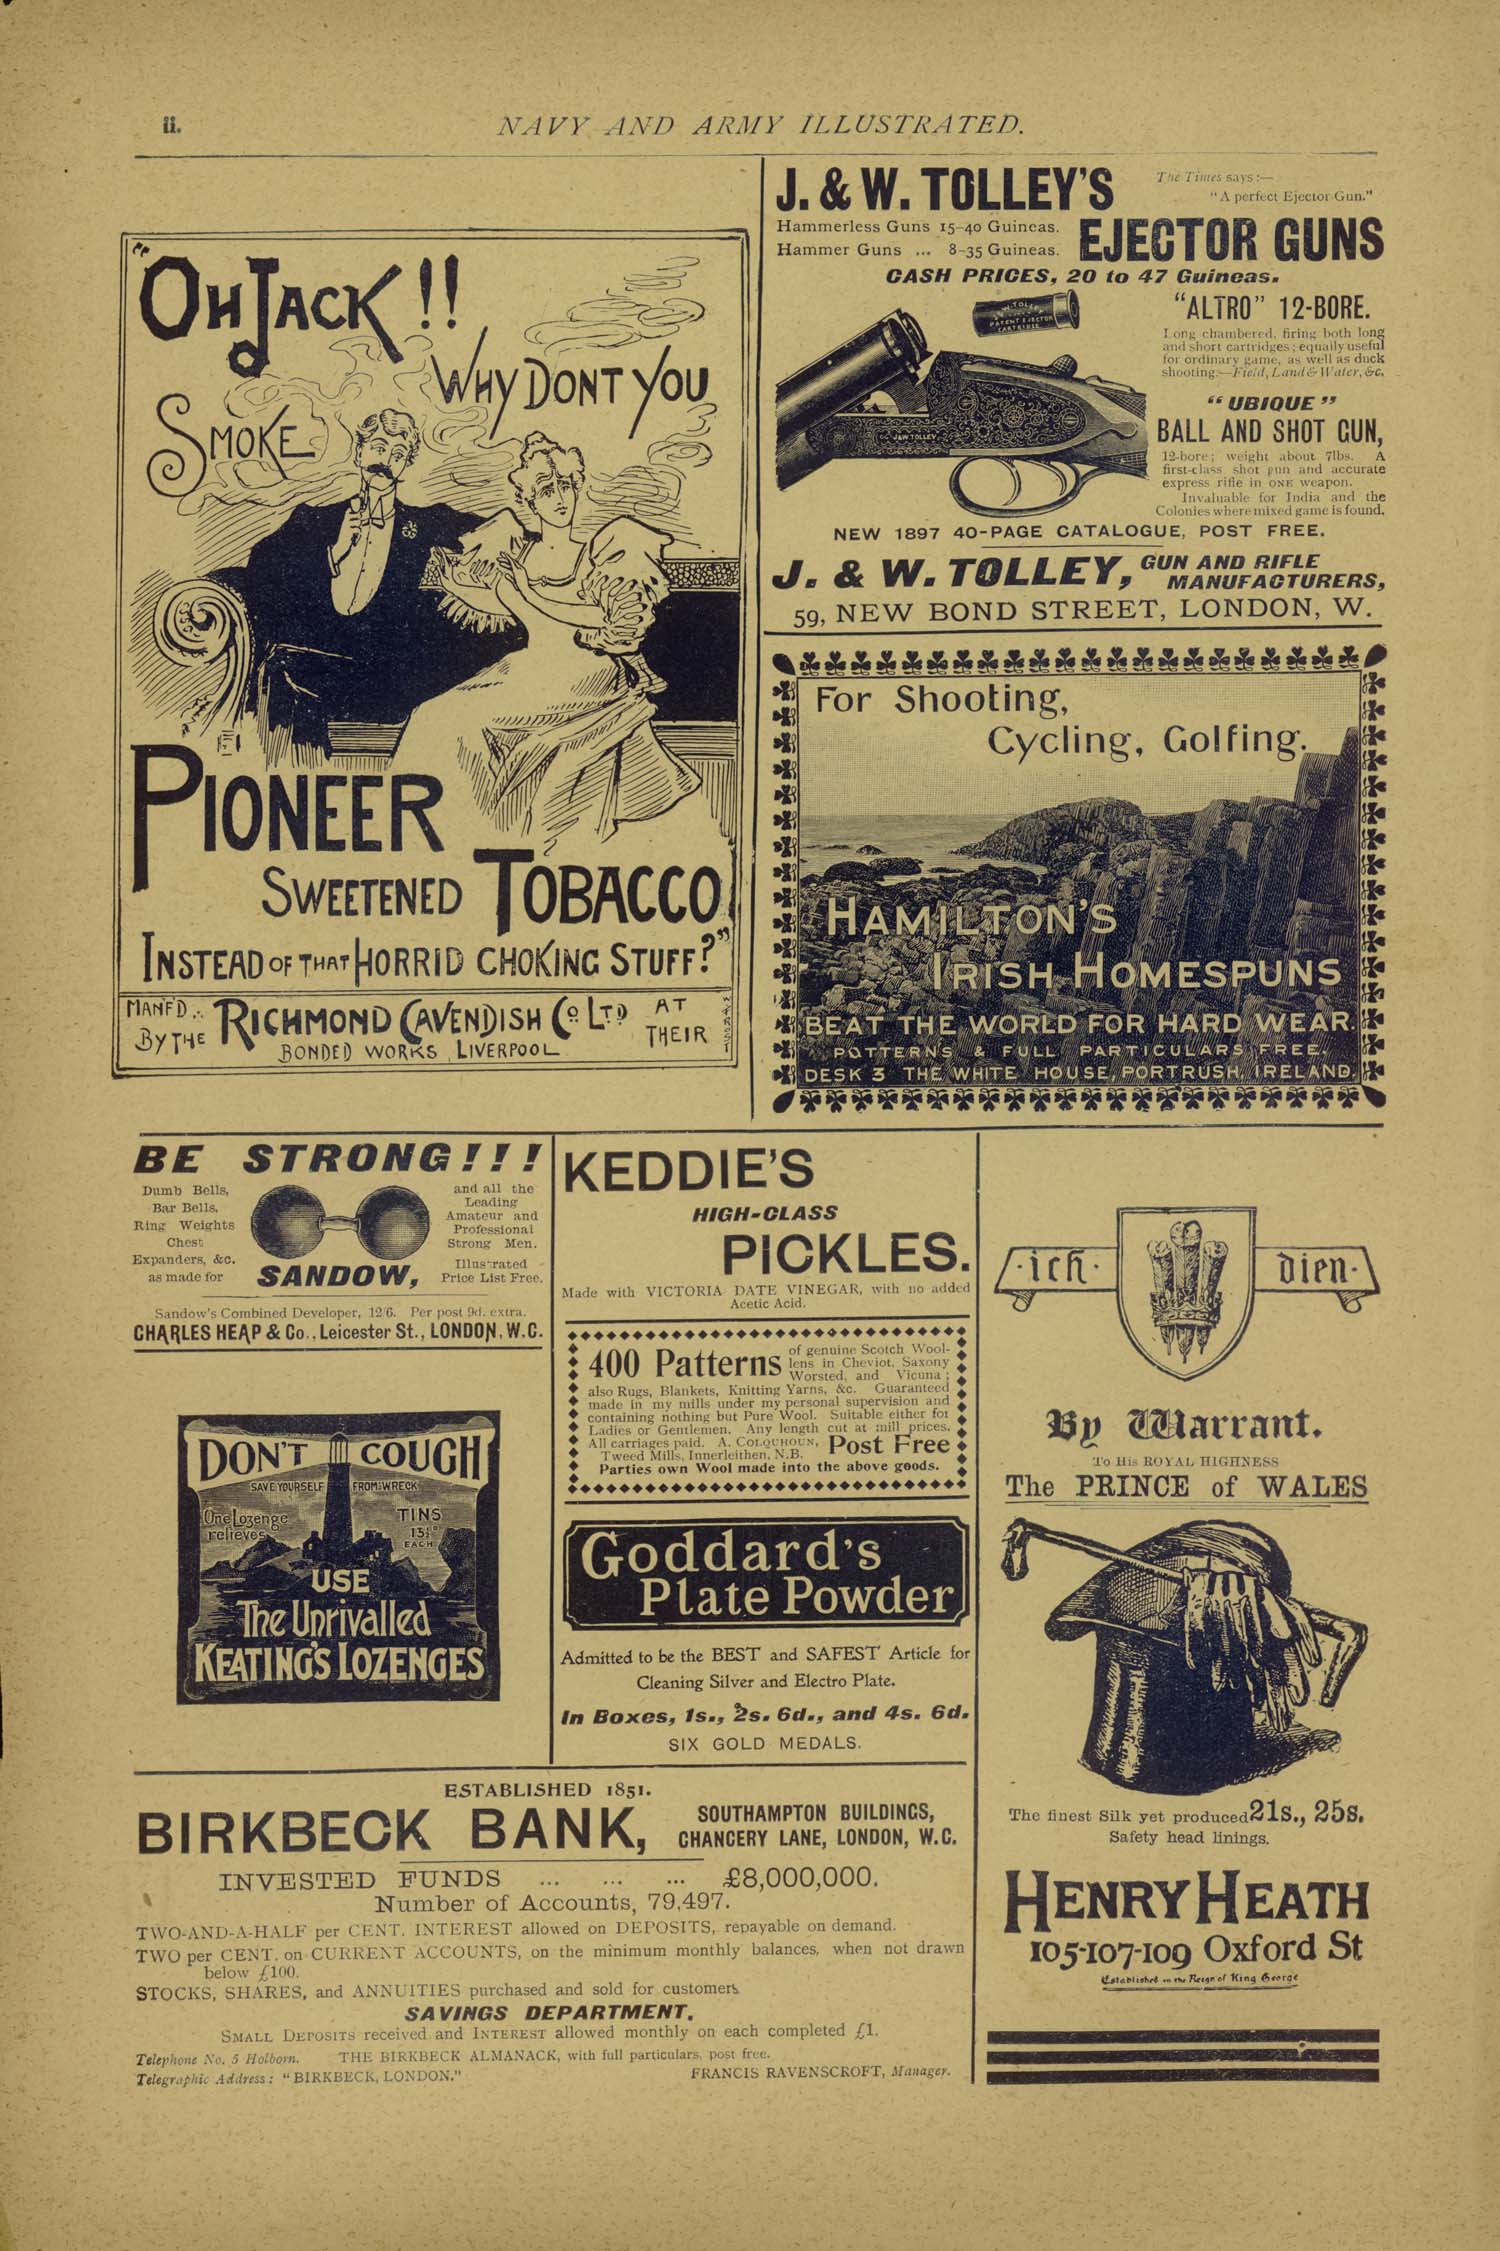 ii.
NAVY AND ARMY ILLUSTRATED.
"OH JACK!!
WHY DONT YOU
SMOKE
PIONEER
SWEETENED TOBACCO
INSTEAD OF THAT HORRID CHOKING STUFF?"
MANF'D
BY THE RICHMOND CAVENDISH Co. LTD AT THEIR
BONDED WORKS LIVERPOOL
J. & W. TOLLEY'S
The Times says:—
"A perfect Ejector Gun."
Hammerless Guns 15-40 Guineas.
Hammer Guns ... 8-35 Guineas.
EJECTOR GUNS
CASH PRICES, 20 to 47 Guineas.
PATENT EJECTOR
CARTRIDGE
J&W TOLLEY
"ALTRO" 12-BORE.
Long chambered, firing both long
and short cartridges; equally useful
for ordinary game, as well as duck
shooting.—Field, Land & Water, &c.
"UBIQUE"
BALL AND SHOT GUN,
12-bore; weight about 7lbs. A
first-class shot gun and accurate
express rifle in ONE weapon.
Invaluable for India and the
Colonies where mixed game is found.
NEW 1897 40-PAGE CATALOGUE, POST FREE.
J. & W. TOLLEY, GUN AND RIFLE
MANUFACTURERS,
59, NEW BOND STREET, LONDON, W.
For Shooting,
Cycling, Golfing.
HAMILTON'S
IRISH HOMESPUNS
BEAT THE WORLD FOR HARD WEAR.
PATTERNS & FULL PARTICULARS FREE.
DESK 3 THE WHITE HOUSE, PORTRUSH, IRELAND.
BE STRONG!!!
Dumb Bells,
Bar Bells,
Ring Weights
Chest
Expanders, &c.
as made for
SANDOW,
and all the
Leading
Amateur and
Professional
Strong Men.
Illustrated
Price List Free.
Sandow's Combined Developer, 12/6. Per post 9d. extra.
CHARLES HEAP & Co., Leicester St., LONDON, W.C.
DON'T COUGH
SAVE YOURSELF FROM WRECK
One Lozenge
relieves
TINS
13½D
EACH
USE
The Unrivalled
KEATING'S LOZENGES
KEDDIE'S
HIGH-CLASS
PICKLES.
Made with VICTORIA DATE VINEGAR, with no added
Acetic Acid.
400 Patterns of genuine Scotch Wool-
lens in Cheviot, Saxony
Worsted, and Vicuna;
also Rugs, Blankets, Knitting Yarns, &c. Guaranteed
made in my mills under my personal supervision and
containing nothing but Pure Wool. Suitable either for
Ladies or Gentlemen. Any length cut at mill prices.
All carriages paid. A. COLQUHOUN,
Tweed Mills, Innerleithen, N.B. Post Free
Parties own Wool made into the above goods.
Goddard's
Plate Powder
Admitted to be the BEST and SAFEST Article for
Cleaning Silver and Electro Plate.
In Boxes, 1s., 2s. 6d., and 4s. 6d.
SIX GOLD MEDALS.
ich dien
By Warrant.
To His ROYAL HIGHNESS
The PRINCE of WALES
The finest Silk yet produced 21s., 25s.
Safety head linings.
HENRY HEATH
105-107-109 Oxford St
Established in the Reign of King George
ESTABLISHED 1851.
BIRKBECK BANK,
SOUTHAMPTON BUILDINGS,
CHANCERY LANE, LONDON, W.C.
INVESTED FUNDS ... ... ... £8,000,000.
Number of Accounts, 79,497.
TWO-AND-A-HALF per CENT. INTEREST allowed on DEPOSITS, repayable on demand.
TWO per CENT. on CURRENT ACCOUNTS, on the minimum monthly balances, when not drawn
below £100.
STOCKS, SHARES, and ANNUITIES purchased and sold for customers
SAVINGS DEPARTMENT.
SMALL DEPOSITS received and INTEREST allowed monthly on each completed £1.
Telephone No. 5 Holborn. THE BIRKBECK ALMANACK, with full particulars, post free.
Telegraphic Address: "BIRKBECK, LONDON." FRANCIS RAVENSCROFT, Manager.